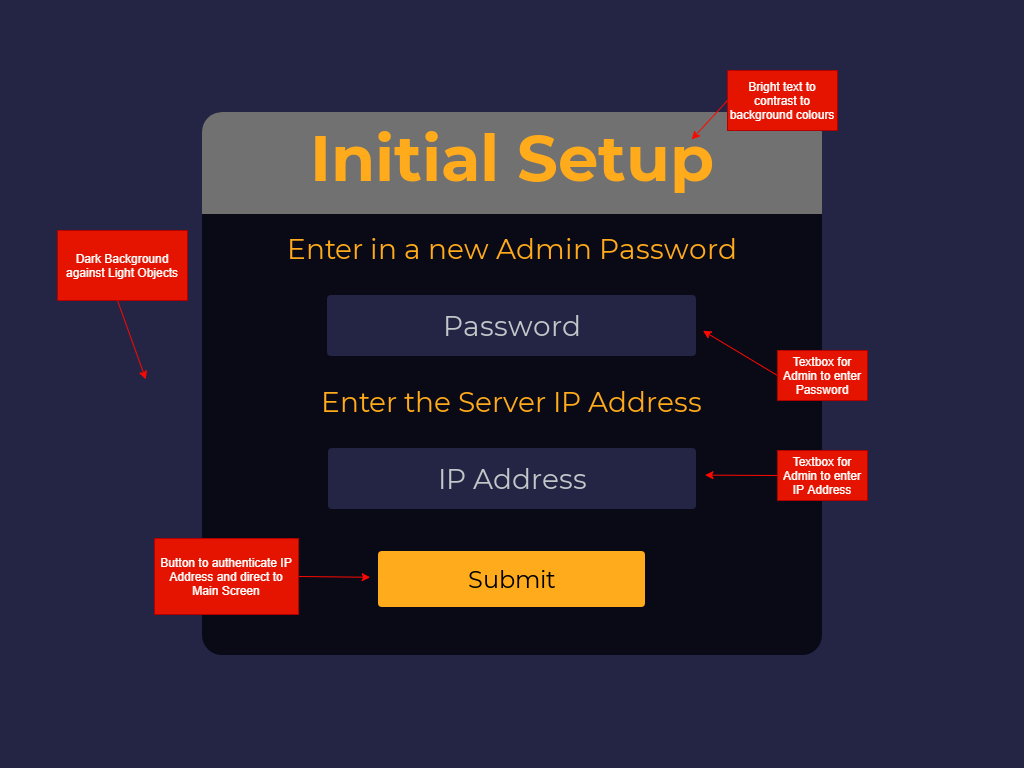 Bright text to
contrast to
background colours
Initial Setup
Enter in a new Admin Password
Dark Background
against Light Objects
Password
Textbox for
Admin to enter
Password
Enter the Server IP Address
IP Address
Textbox for
Admin to enter
IP Address
Button to authenticate IP
Address and direct to
Main Screen
Submit